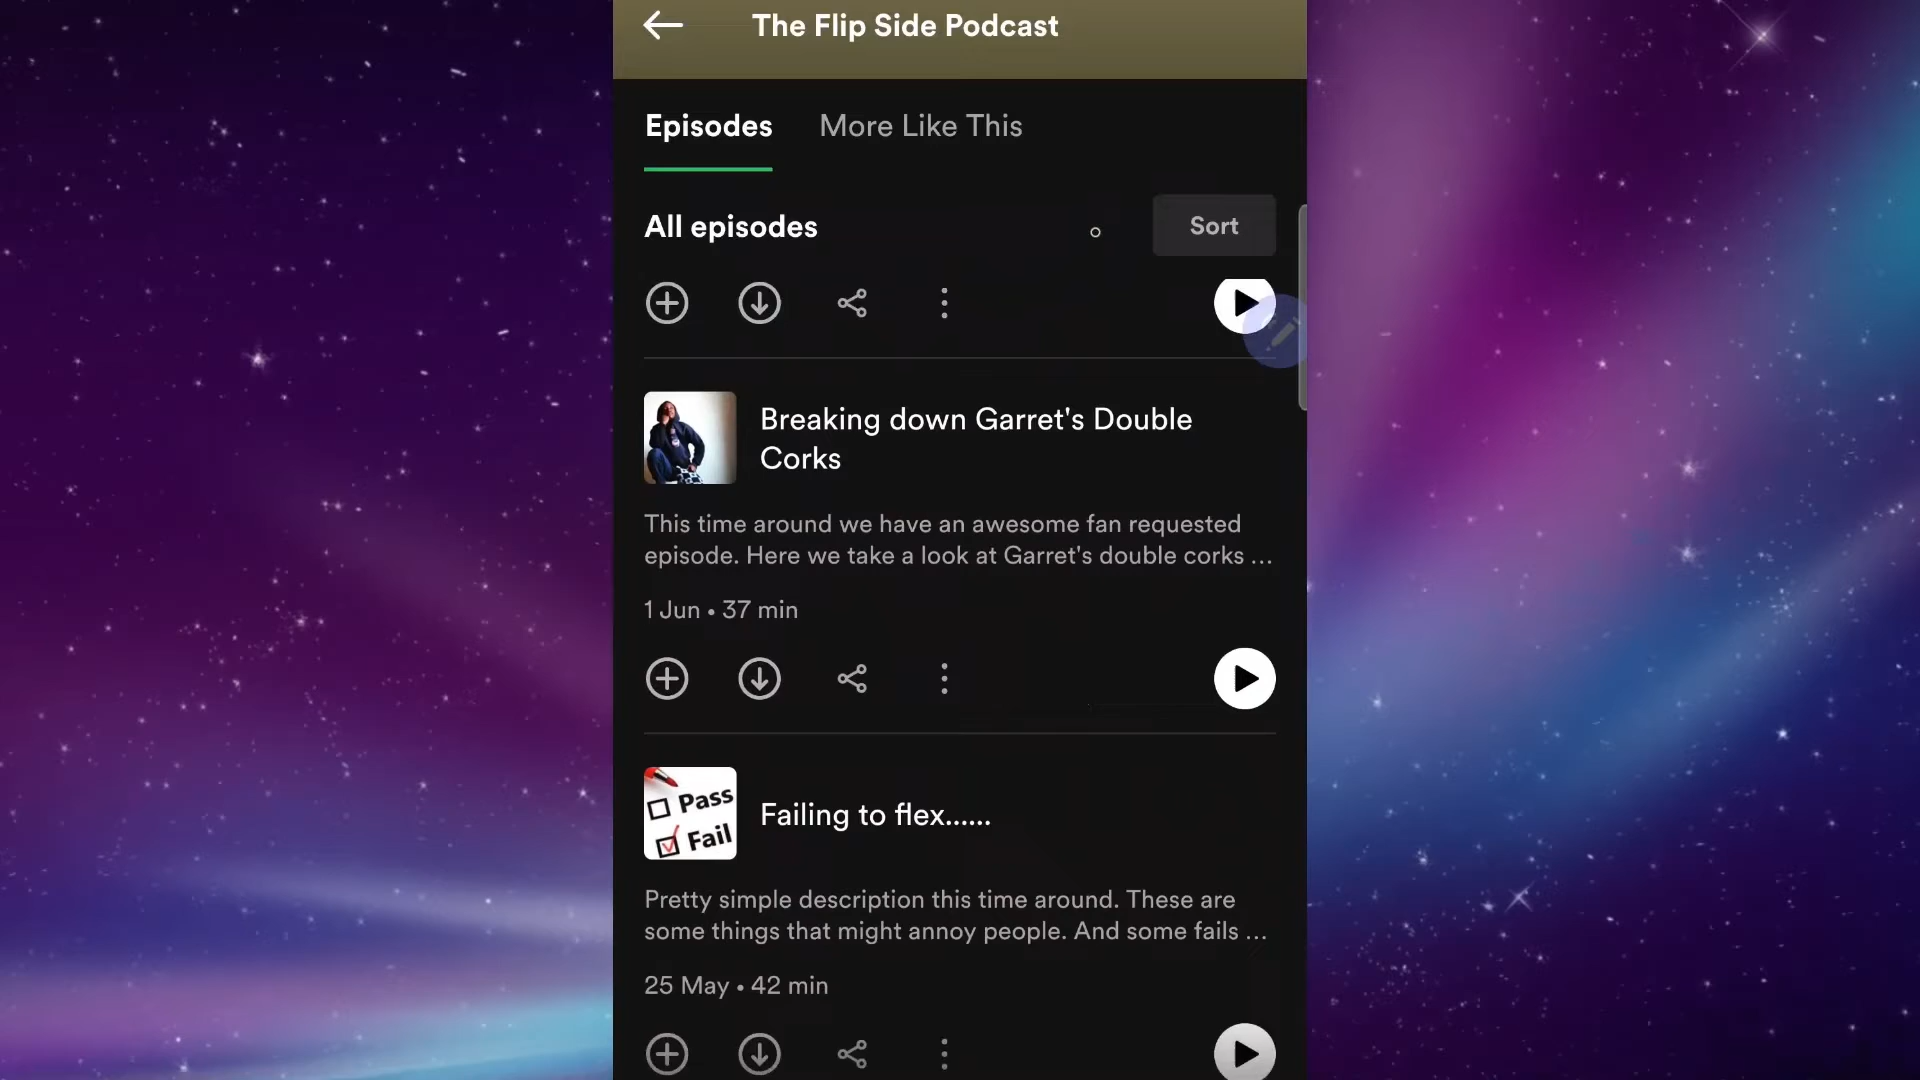 The Flip Side Podcast
Episodes
More Like This
All episodes
Sort
Breaking down Garret's Double
Corks
This time around we have an awesome fan requested
episode. Here we take a look at Garret's double corks ...
1 Jun • 37 min
Pass
Fail
Failing to flex......
Pretty simple description this time around. These are
some things that might annoy people. And some fails ...
25 May • 42 min